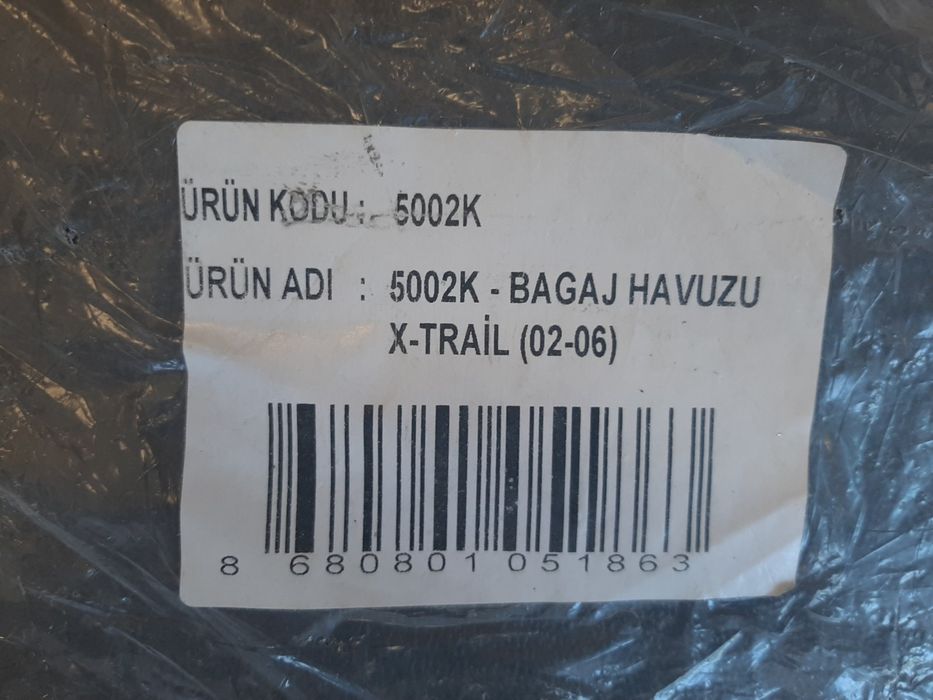 ÜRÜN KODU : 5002K
ÜRÜN ADI : 5002K - BAGAJ HAVUZU
X-TRAİL (02-06)
8 680801 051863